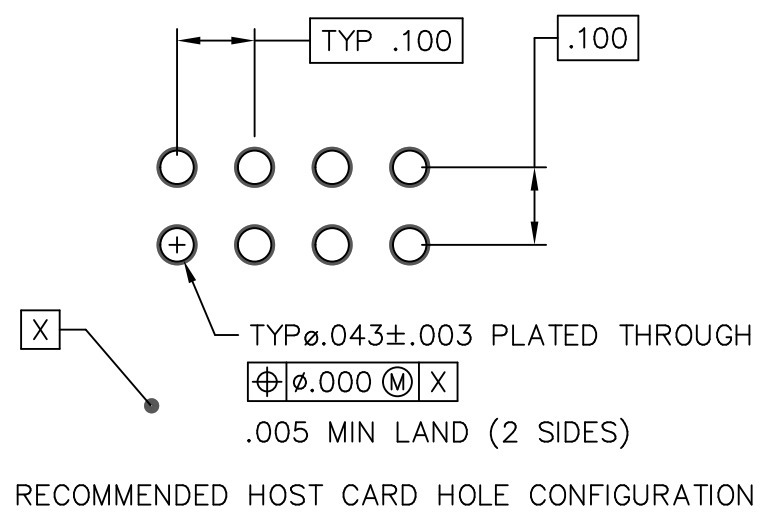 TYP .100
.100
X
TYPø.043±.003 PLATED THROUGH
⌖ ø.000 Ⓜ X
.005 MIN LAND (2 SIDES)
RECOMMENDED HOST CARD HOLE CONFIGURATION